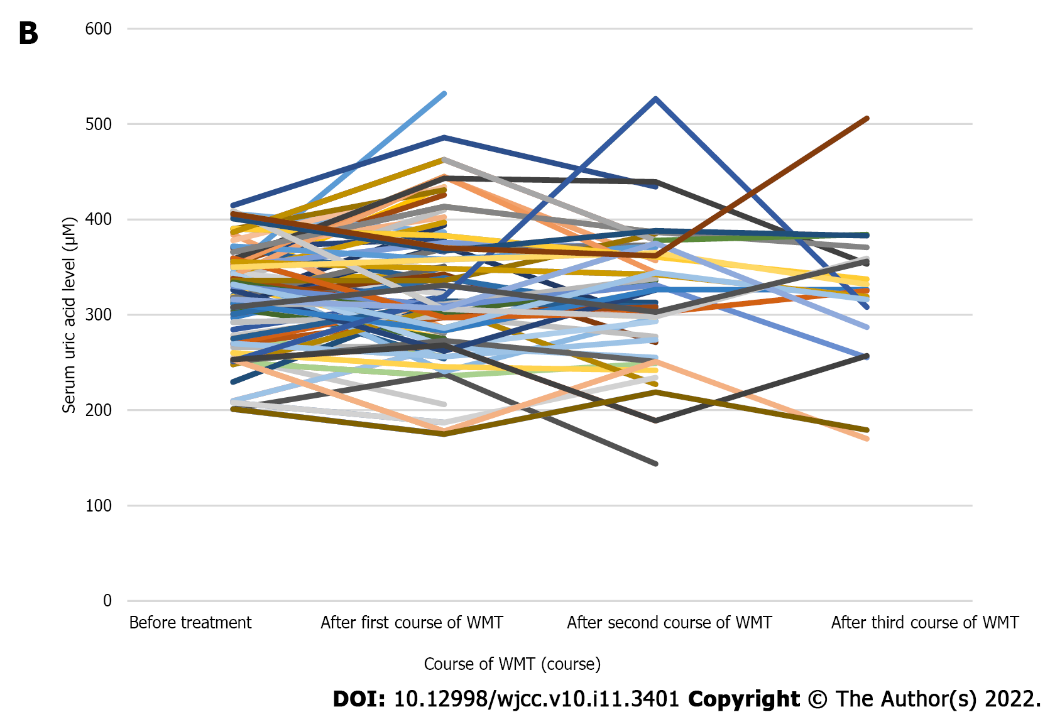 B
600
500
400
300
200
100
0
Serum uric acid level (μM)
Before treatment After first course of WMT After second course of WMT After third course of WMT
Course of WMT (course)
DOI: 10.12998/wjcc.v10.i11.3401 Copyright © The Author(s) 2022.